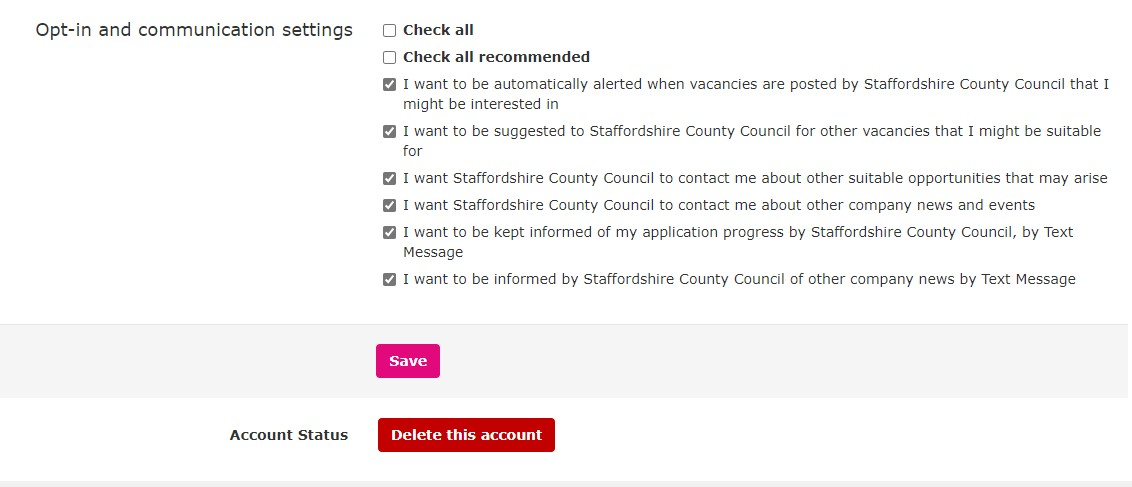 Opt-in and communication settings
Check all
Check all recommended
I want to be automatically alerted when vacancies are posted by Staffordshire County Council that I
might be interested in
I want to be suggested to Staffordshire County Council for other vacancies that I might be suitable
for
I want Staffordshire County Council to contact me about other suitable opportunities that may arise
I want Staffordshire County Council to contact me about other company news and events
I want to be kept informed of my application progress by Staffordshire County Council, by Text
Message
I want to be informed by Staffordshire County Council of other company news by Text Message
Save
Account Status
Delete this account